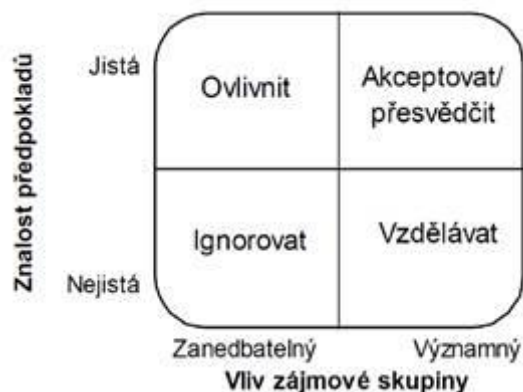 Znalost předpokladů
Jistá
Ovlivnit
Akceptovat/
přesvědčit
Nejistá
Ignorovat
Vzdělávat
Zanedbatelný
Významný
Vliv zájmové skupiny